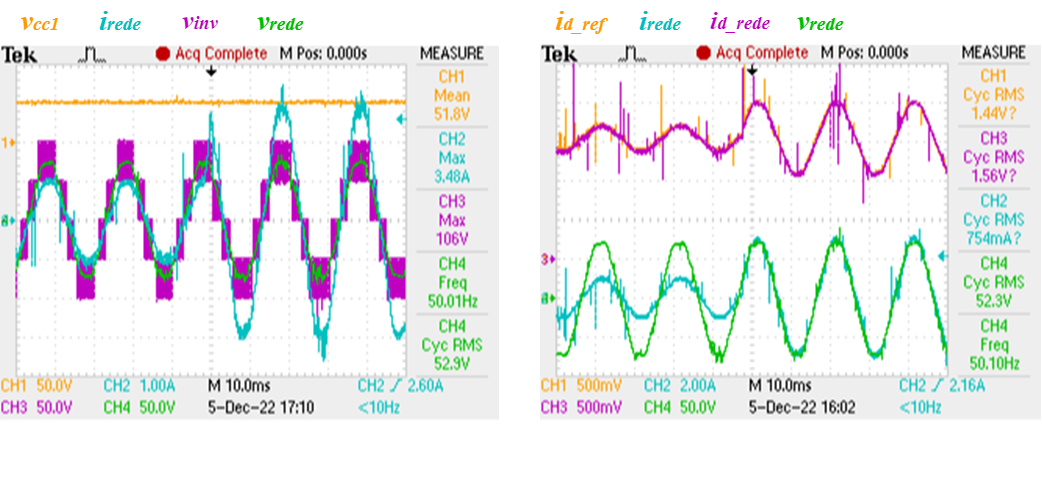 vcc1 irede vinv vrede
Tek Acq Complete M Pos: 0.000s MEASURE
CH1
Mean
51.8V
CH2
Max
3.48A
CH3
Max
106V
CH4
Freq
50.01Hz
CH4
Cyc RMS
52.9V
1
CH1 50.0V CH2 1.00A M 10.0ms CH2 2.60A
CH3 50.0V CH4 50.0V 5-Dec-22 17:10 <10Hz
id_ref irede id_rede vrede
Tek Acq Complete M Pos: 0.000s MEASURE
CH1
Cyc RMS
1.44V?
CH3
Cyc RMS
1.56V?
CH2
Cyc RMS
754mA?
CH4
Cyc RMS
52.3V
CH4
Freq
50.10Hz
3
CH1 500mV CH2 2.00A M 10.0ms CH2 2.16A
CH3 500mV CH4 50.0V 5-Dec-22 16:02 <10Hz